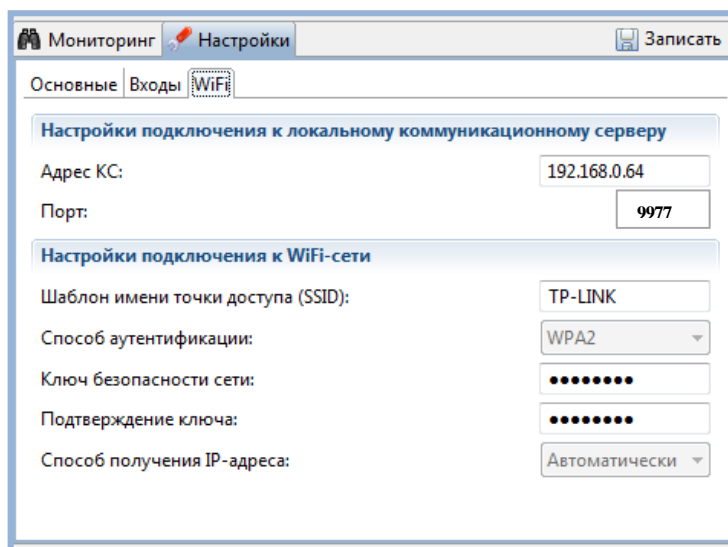 Мониторинг Настройки Записать
Основные Входы WiFi
Настройки подключения к локальному коммуникационному серверу
Адрес КС: 192.168.0.64
Порт: 9977
Настройки подключения к WiFi-сети
Шаблон имени точки доступа (SSID): TP-LINK
Способ аутентификации: WPA2
Ключ безопасности сети: ●●●●●●●●
Подтверждение ключа: ●●●●●●●●
Способ получения IP-адреса: Автоматически